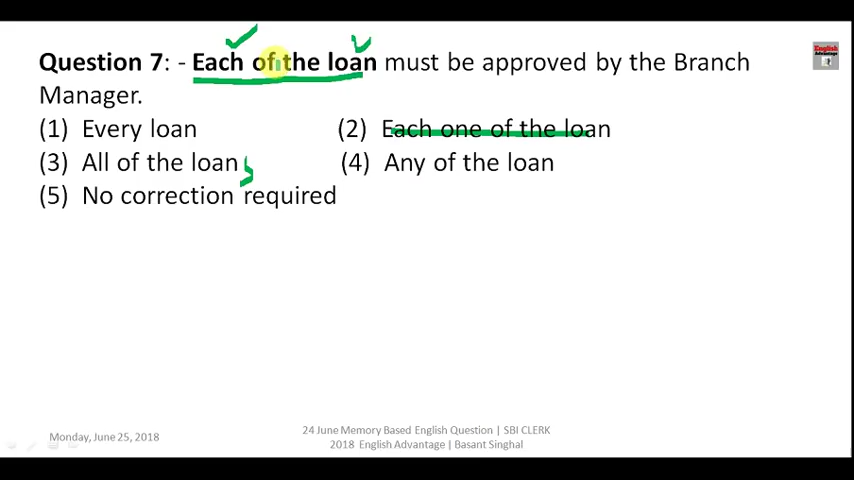 Question 7: - Each of the loan must be approved by the Branch
Manager.
(1) Every loan (2) Each one of the loan
(3) All of the loan (4) Any of the loan
(5) No correction required
English
Advantage
Monday, June 25, 2018
24 June Memory Based English Question | SBI CLERK
2018 English Advantage | Basant Singhal